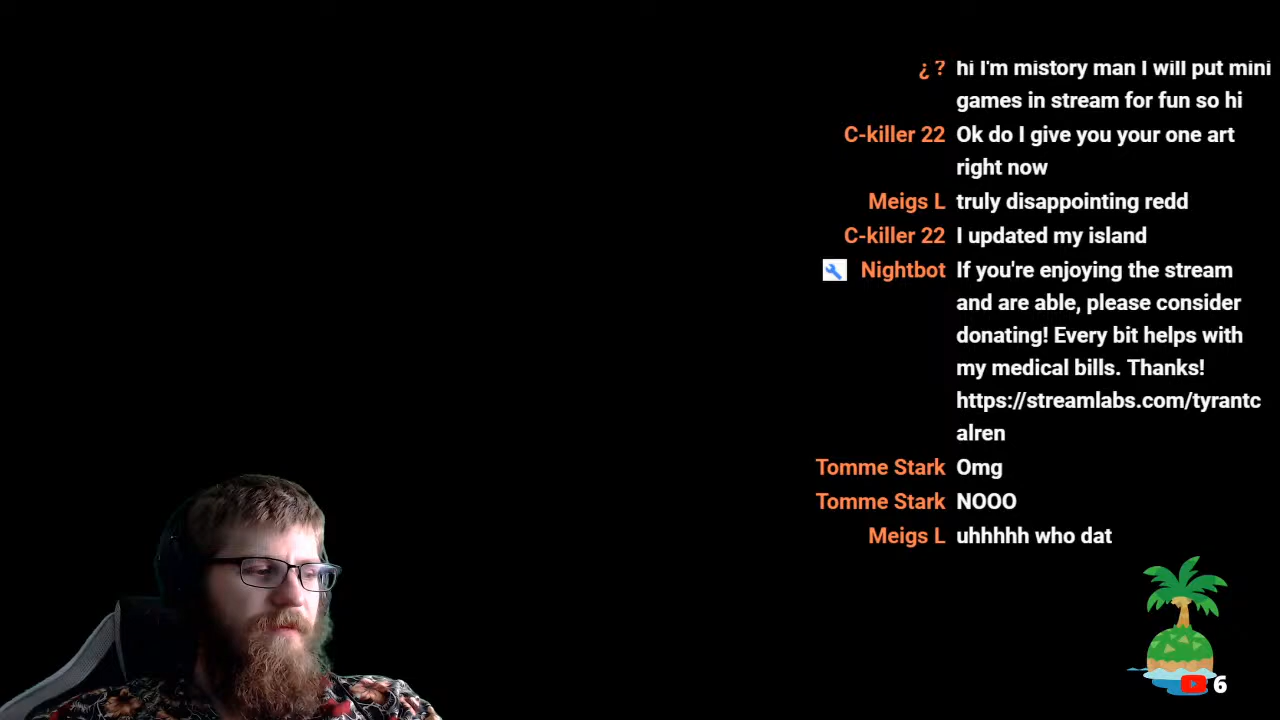 ¿ ? hi I'm mistory man I will put mini
games in stream for fun so hi
C-killer 22 Ok do I give you your one art
right now
Meigs L truly disappointing redd
C-killer 22 I updated my island
Nightbot If you're enjoying the stream
and are able, please consider
donating! Every bit helps with
my medical bills. Thanks!
https://streamlabs.com/tyrantc
alren
Tomme Stark Omg
Tomme Stark NOOO
Meigs L uhhhhh who dat
6